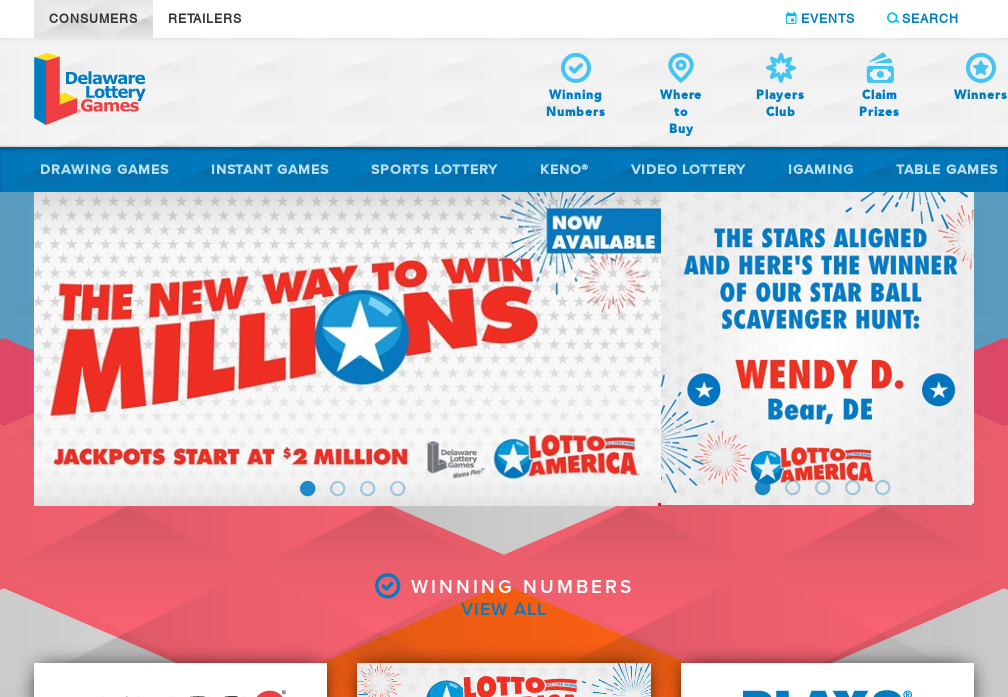 CONSUMERS
RETAILERS
EVENTS
SEARCH
Delaware
Lottery
Games
Winning
Numbers
Where
to
Buy
Players
Club
Claim
Prizes
Winners
DRAWING GAMES
INSTANT GAMES
SPORTS LOTTERY
KENO®
VIDEO LOTTERY
IGAMING
TABLE GAMES
NOW
AVAILABLE
THE NEW WAY TO WIN
MILLIONS
JACKPOTS START AT $2 MILLION
Delaware
Lottery
Games
Wanna Play?
LOTTO
AMERICA
THE STARS ALIGNED
AND HERE'S THE WINNER
OF OUR STAR BALL
SCAVENGER HUNT:
WENDY D.
Bear, DE
LOTTO
AMERICA
WINNING NUMBERS
VIEW ALL
LOTTO